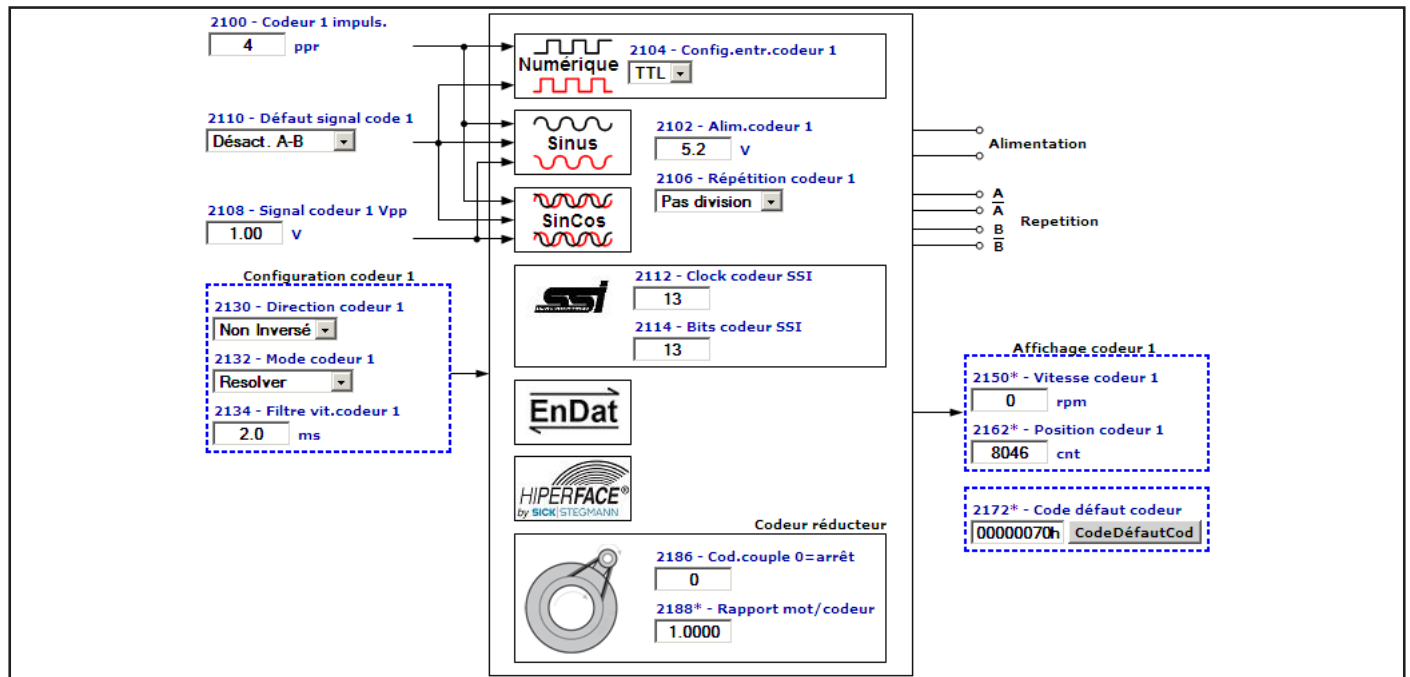 2100 - Codeur 1 impuls.
4 ppr
2110 - Défaut signal code 1
Désact. A-B
2108 - Signal codeur 1 Vpp
1.00 V
Configuration codeur 1
2130 - Direction codeur 1
Non Inversé
2132 - Mode codeur 1
Resolver
2134 - Filtre vit.codeur 1
2.0 ms
Numérique
2104 - Config.entr.codeur 1
TTL
Sinus
2102 - Alim.codeur 1
5.2 V
2106 - Répétition codeur 1
Pas division
SinCos
SSI
2112 - Clock codeur SSI
13
2114 - Bits codeur SSI
13
EnDat
HIPERFACE®
by SICK|STEGMANN
Codeur réducteur
2186 - Cod.couple 0=arrêt
0
2188* - Rapport mot/codeur
1.0000
Alimentation
A
A
B
B
Repetition
Affichage codeur 1
2150* - Vitesse codeur 1
0 rpm
2162* - Position codeur 1
8046 cnt
2172* - Code défaut codeur
00000070h CodeDéfautCod